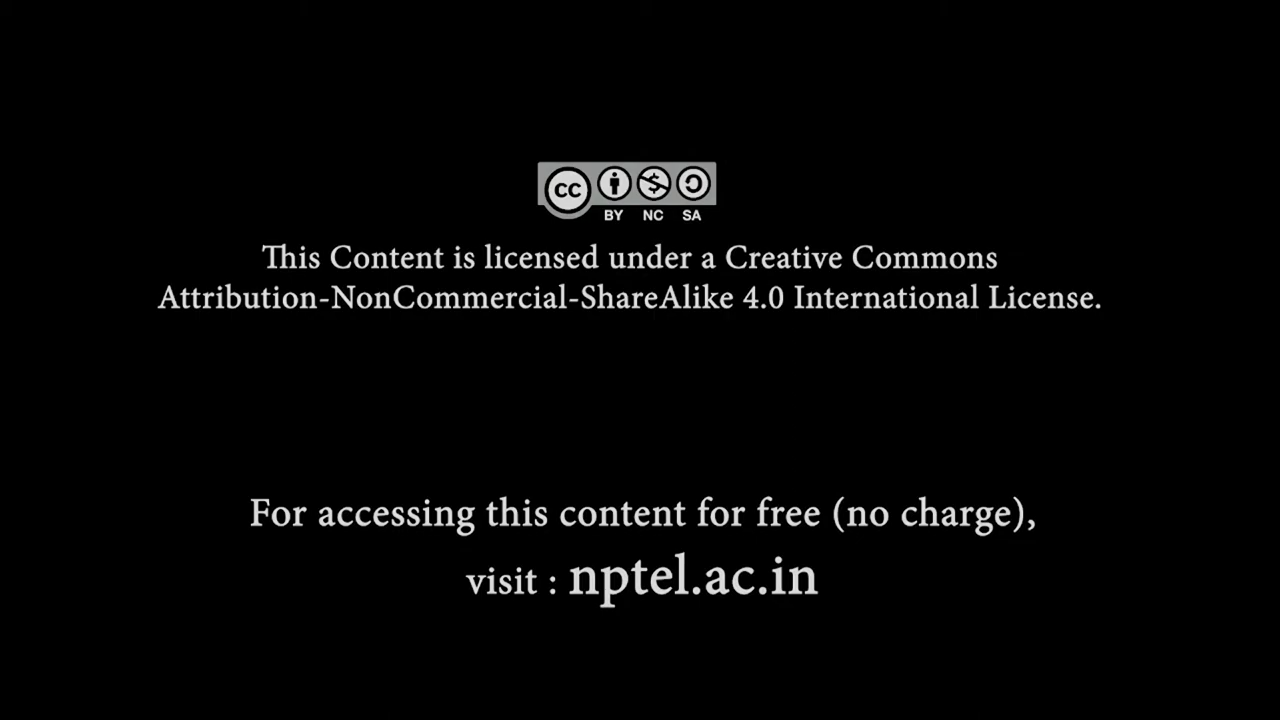 cc
BY NC SA
This Content is licensed under a Creative Commons
Attribution-NonCommercial-ShareAlike 4.0 International License.
For accessing this content for free (no charge),
visit : nptel.ac.in